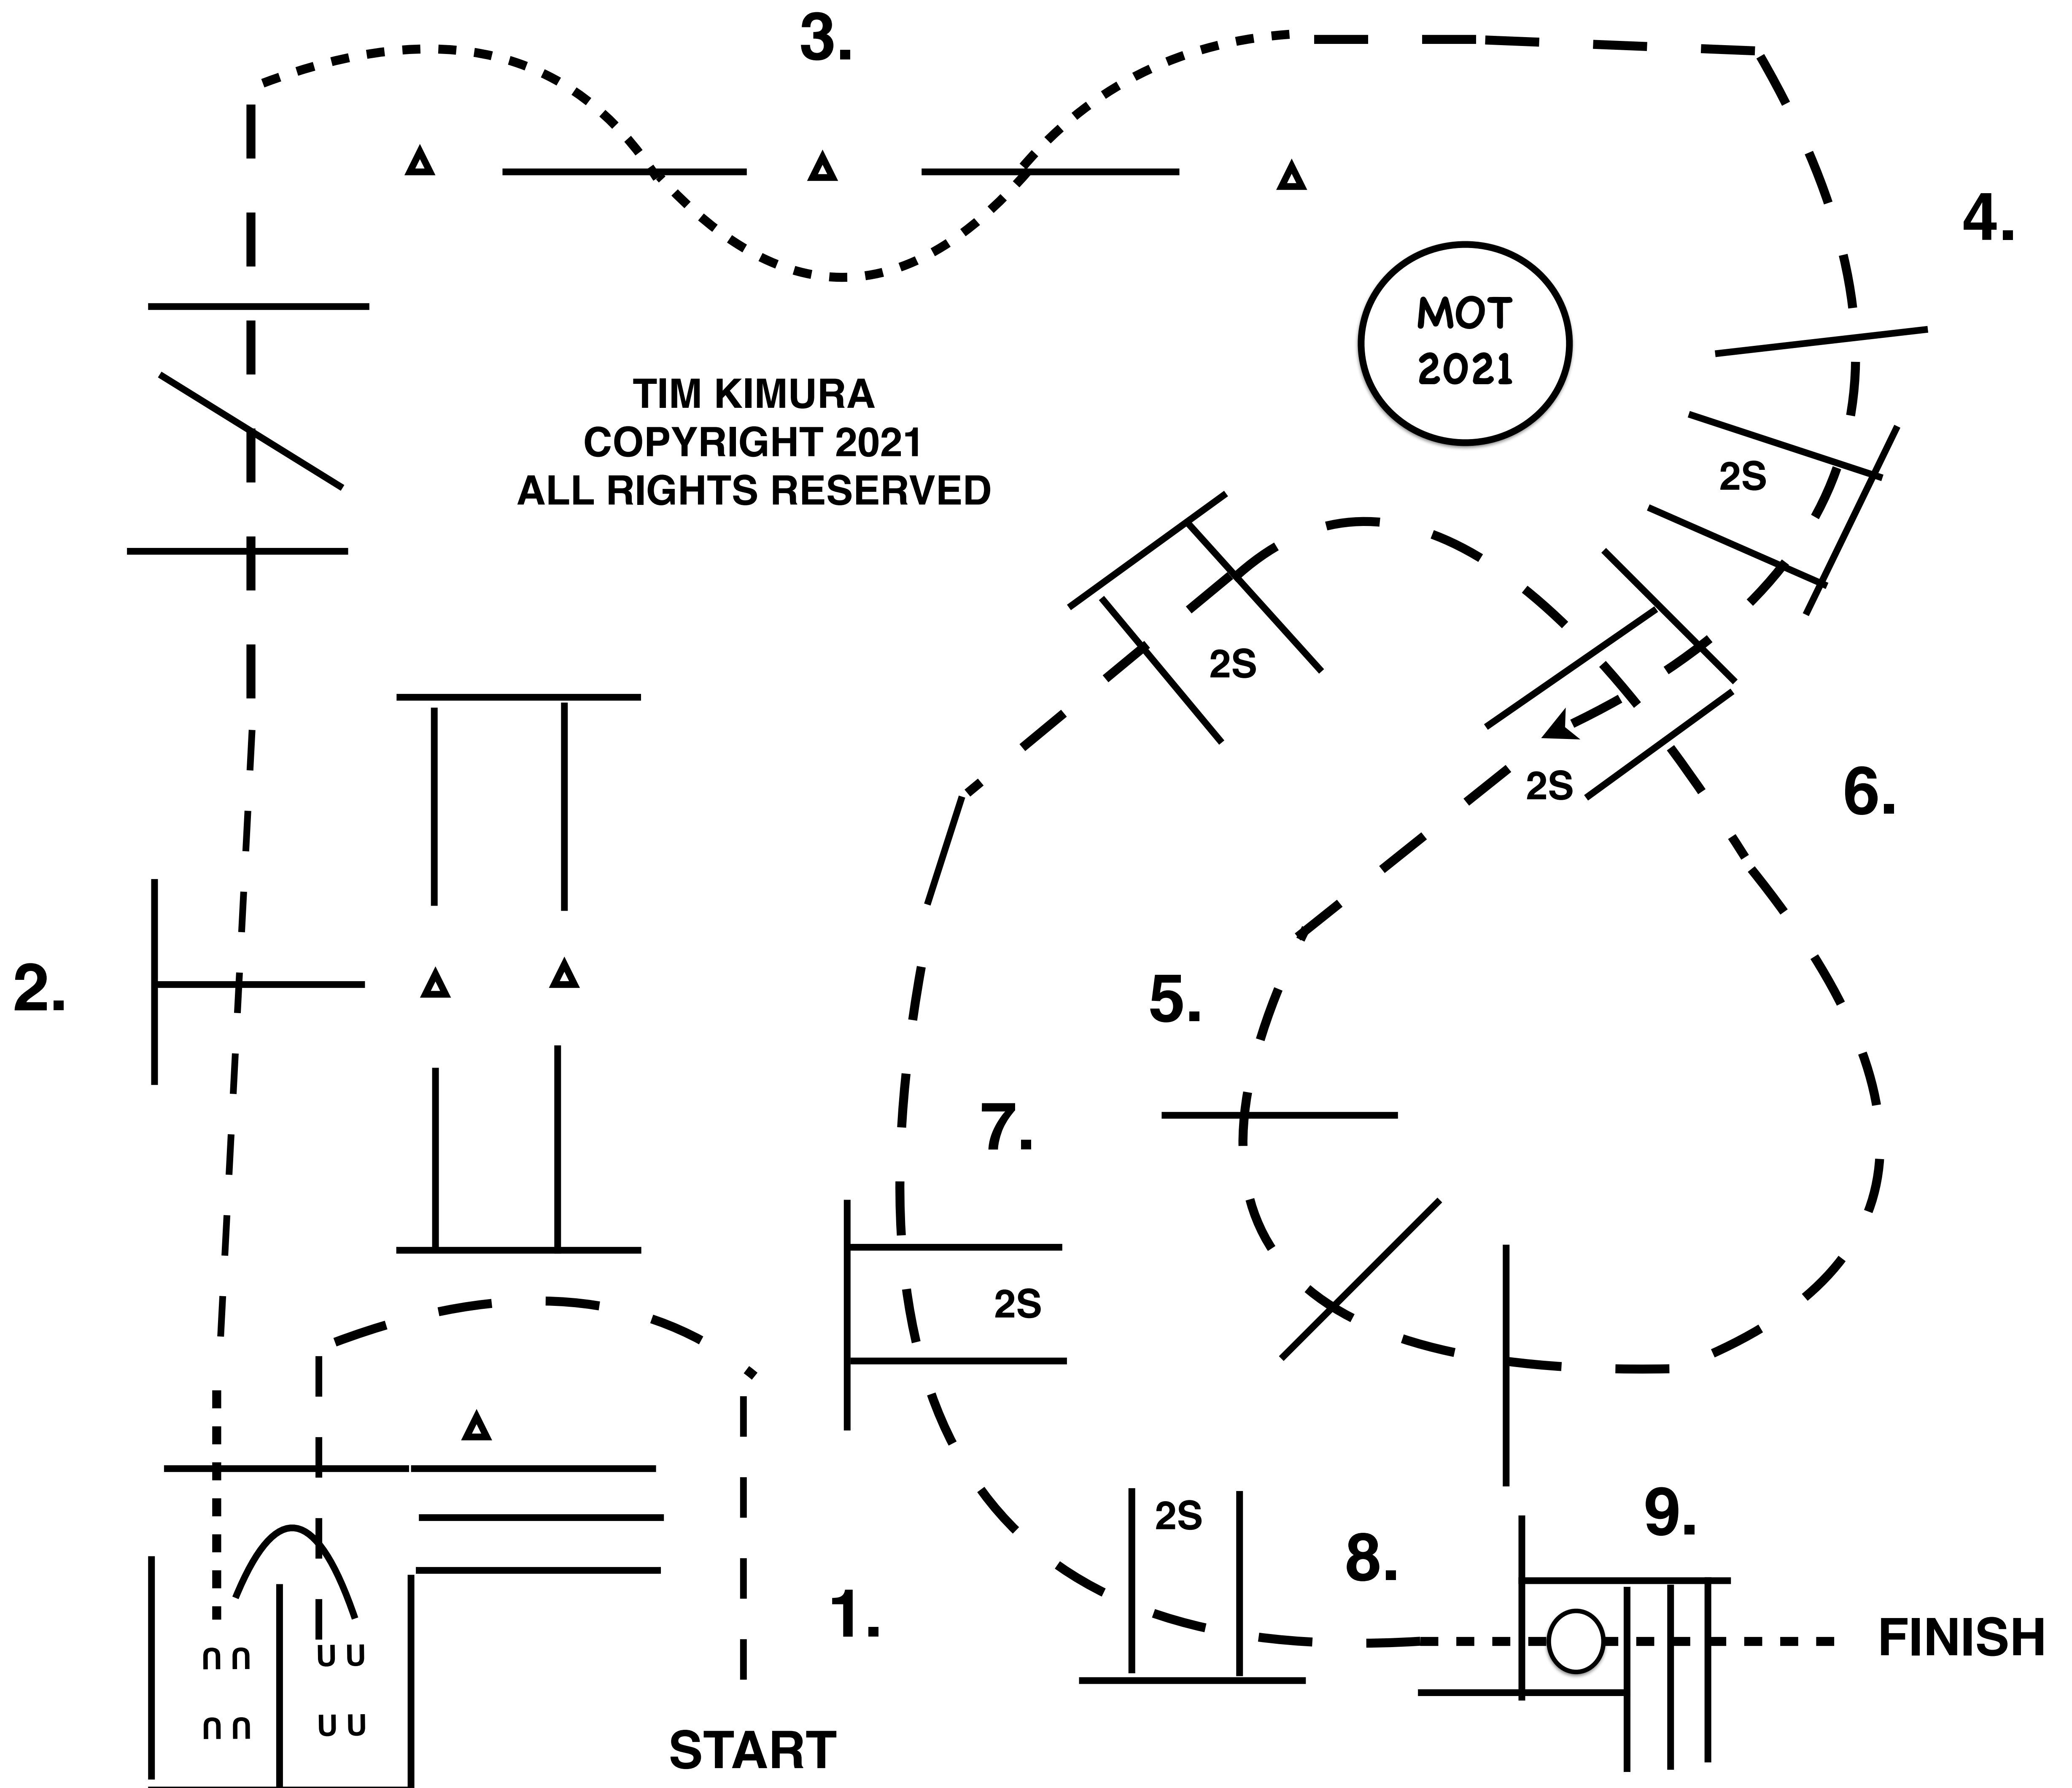 3.
4.
MOT
2021
TIM KIMURA
COPYRIGHT 2021
ALL RIGHTS RESERVED
2S
2S
2S
6.
2.
5.
7.
2S
2S
9.
8.
1.
FINISH
START